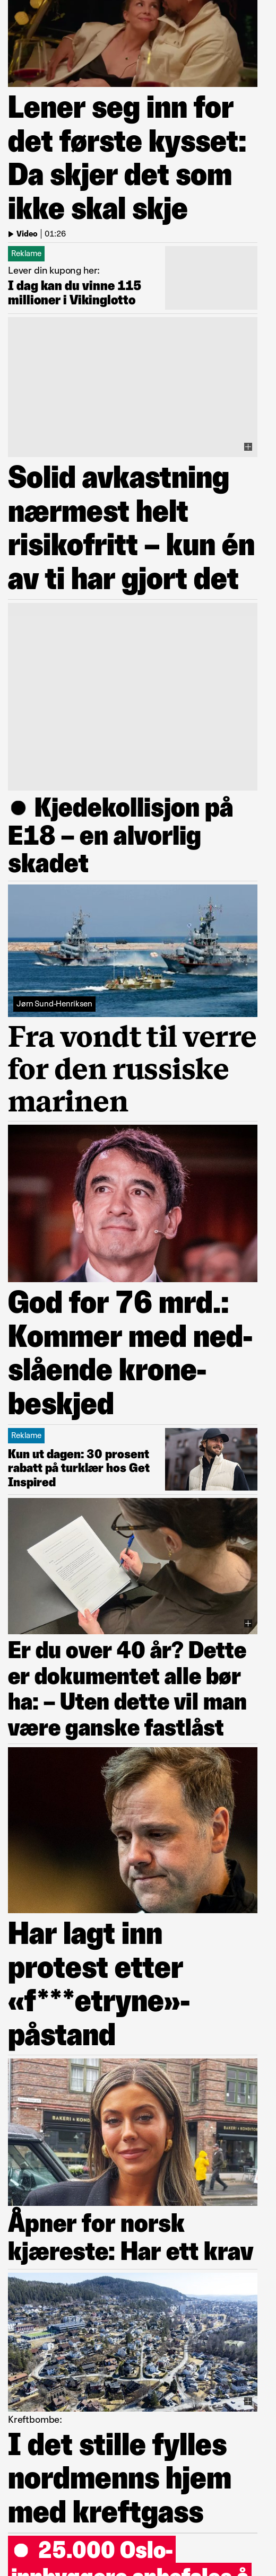 Lener seg inn for
det første kysset:
Da skjer det som
ikke skal skje
Video | 01:26
Reklame
Lever din kupong her:
I dag kan du vinne 115
millioner i Vikinglotto
Solid avkastning
nærmest helt
risikofritt – kun én
av ti har gjort det
● Kjedekollisjon på
E18 – en alvorlig
skadet
Jørn Sund-Henriksen
Fra vondt til verre
for den russiske
marinen
God for 76 mrd.:
Kommer med ned-
slående krone-
beskjed
Reklame
Kun ut dagen: 30 prosent
rabatt på turklær hos Get
Inspired
Er du over 40 år? Dette
er dokumentet alle bør
ha: – Uten dette vil man
være ganske fastlåst
Har lagt inn
protest etter
«f***etryne»-
påstand
BAKERI & KONDITORI
Åpner for norsk
kjæreste: Har ett krav
Kreftbombe:
I det stille fylles
nordmenns hjem
med kreftgass
● 25.000 Oslo-
innbyggere anbefales å